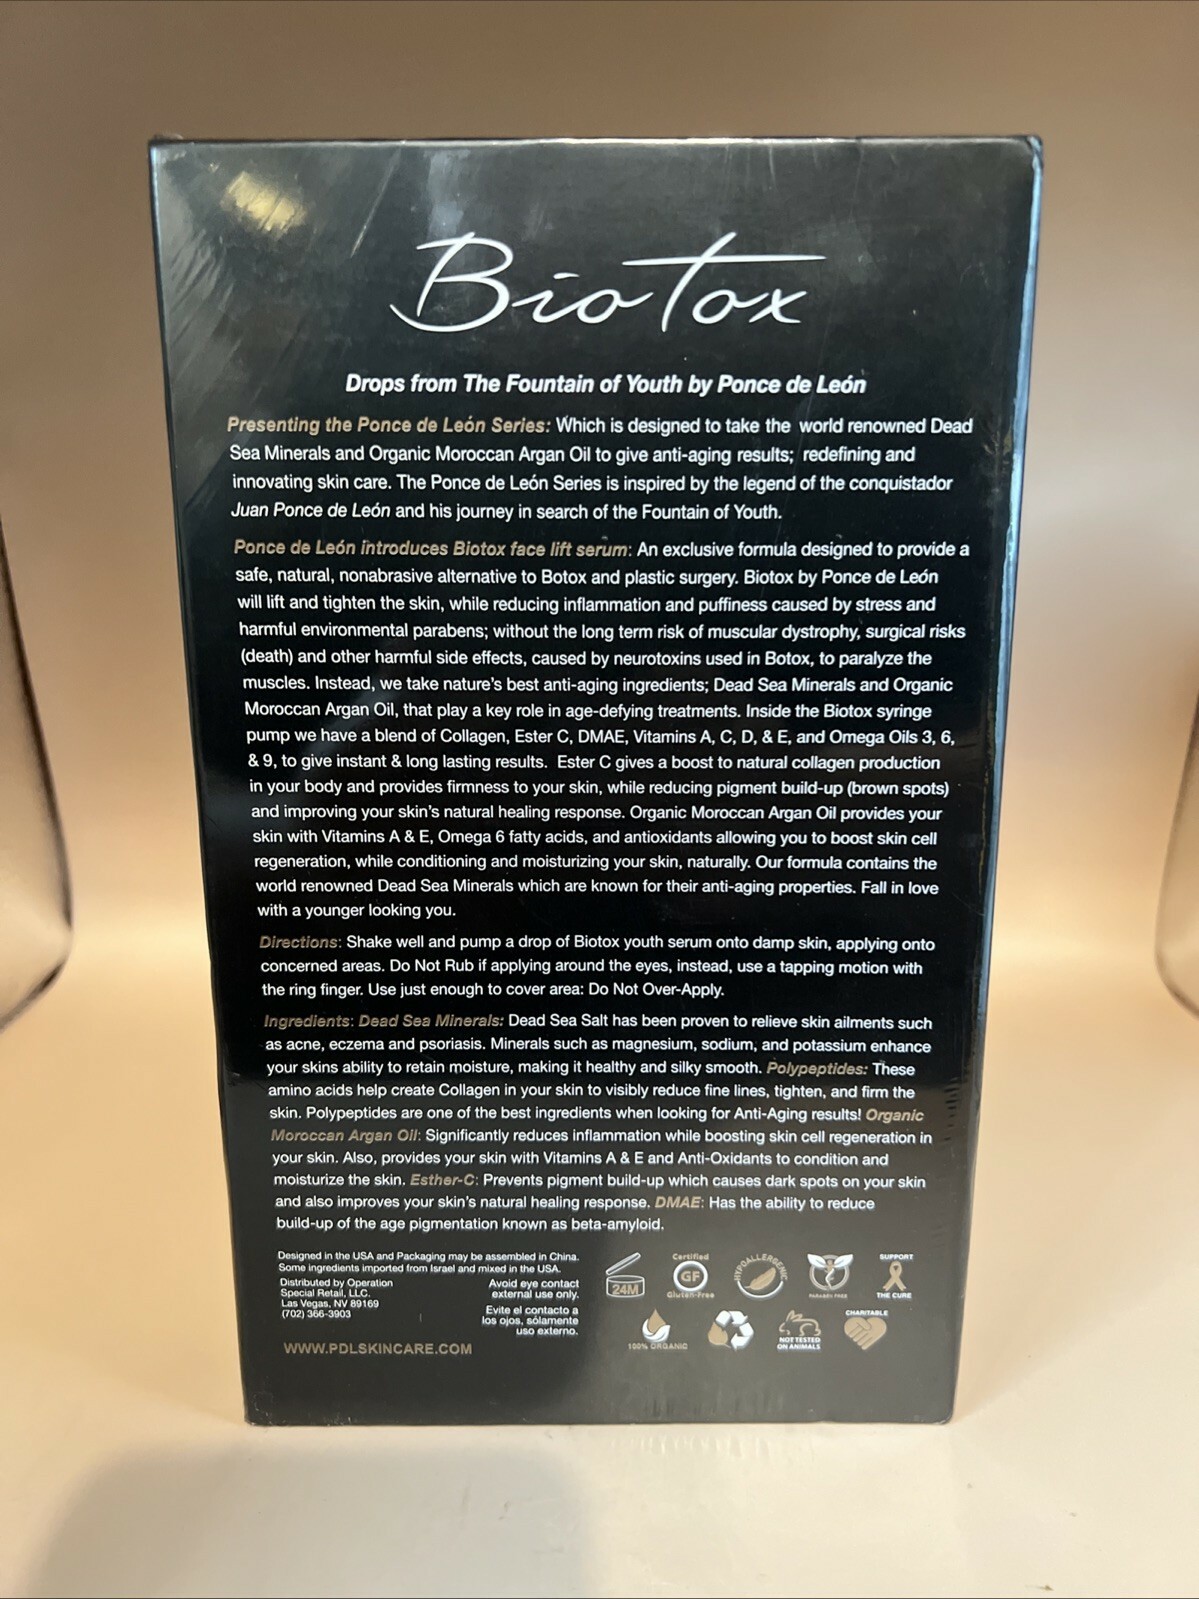 BioTox
Drops from The Fountain of Youth by Ponce de León
Presenting the Ponce de León Series: Which is designed to take the world renowned Dead
Sea Minerals and Organic Moroccan Argan Oil to give anti-aging results; redefining and
innovating skin care. The Ponce de León Series is inspired by the legend of the conquistador
Juan Ponce de León and his journey in search of the Fountain of Youth.
Ponce de León introduces Biotox face lift serum: An exclusive formula designed to provide a
safe, natural, nonabrasive alternative to Botox and plastic surgery. Biotox by Ponce de León
will lift and tighten the skin, while reducing inflammation and puffiness caused by stress and
harmful environmental parabens; without the long term risk of muscular dystrophy, surgical risks
(death) and other harmful side effects, caused by neurotoxins used in Botox, to paralyze the
muscles. Instead, we take nature's best anti-aging ingredients; Dead Sea Minerals and Organic
Moroccan Argan Oil, that play a key role in age-defying treatments. Inside the Biotox syringe
pump we have a blend of Collagen, Ester C, DMAE, Vitamins A, C, D, & E, and Omega Oils 3, 6,
& 9, to give instant & long lasting results. Ester C gives a boost to natural collagen production
in your body and provides firmness to your skin, while reducing pigment build-up (brown spots)
and improving your skin's natural healing response. Organic Moroccan Argan Oil provides your
skin with Vitamins A & E, Omega 6 fatty acids, and antioxidants allowing you to boost skin cell
regeneration, while conditioning and moisturizing your skin, naturally. Our formula contains the
world renowned Dead Sea Minerals which are known for their anti-aging properties. Fall in love
with a younger looking you.
Directions: Shake well and pump a drop of Biotox youth serum onto damp skin, applying onto
concerned areas. Do Not Rub if applying around the eyes, instead, use a tapping motion with
the ring finger. Use just enough to cover area: Do Not Over-Apply.
Ingredients: Dead Sea Minerals: Dead Sea Salt has been proven to relieve skin ailments such
as acne, eczema and psoriasis. Minerals such as magnesium, sodium, and potassium enhance
your skins ability to retain moisture, making it healthy and silky smooth. Polypeptides: These
amino acids help create Collagen in your skin to visibly reduce fine lines, tighten, and firm the
skin. Polypeptides are one of the best ingredients when looking for Anti-Aging results! Organic
Moroccan Argan Oil: Significantly reduces inflammation while boosting skin cell regeneration in
your skin. Also, provides your skin with Vitamins A & E and Anti-Oxidants to condition and
moisturize the skin. Esther-C: Prevents pigment build-up which causes dark spots on your skin
and also improves your skin's natural healing response. DMAE: Has the ability to reduce
build-up of the age pigmentation known as beta-amyloid.
Designed in the USA and Packaging may be assembled in China.
Some ingredients imported from Israel and mixed in the USA.
Distributed by Operation
Special Retail, LLC.
Las Vegas, NV 89169
(702) 366-3903
Avoid eye contact
external use only.
Evite el contacto a
los ojos, sólamente
uso externo.
WWW.PDLSKINCARE.COM
24M
Certified
GF
Gluten-Free
HYPOALLERGENIC
PARABEN FREE
SUPPORT
THE CURE
100% ORGANIC
NOT TESTED
ON ANIMALS
CHARITABLE